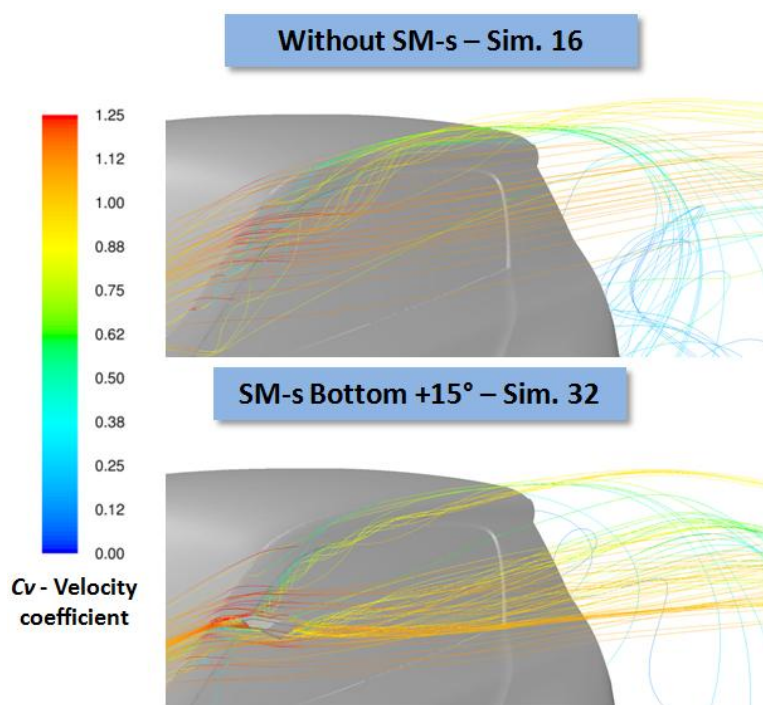 Without SM-s – Sim. 16
1.25
1.12
1.00
0.88
0.75
0.62
0.50
0.38
0.25
0.12
0.00
Cv - Velocity
coefficient
SM-s Bottom +15° – Sim. 32